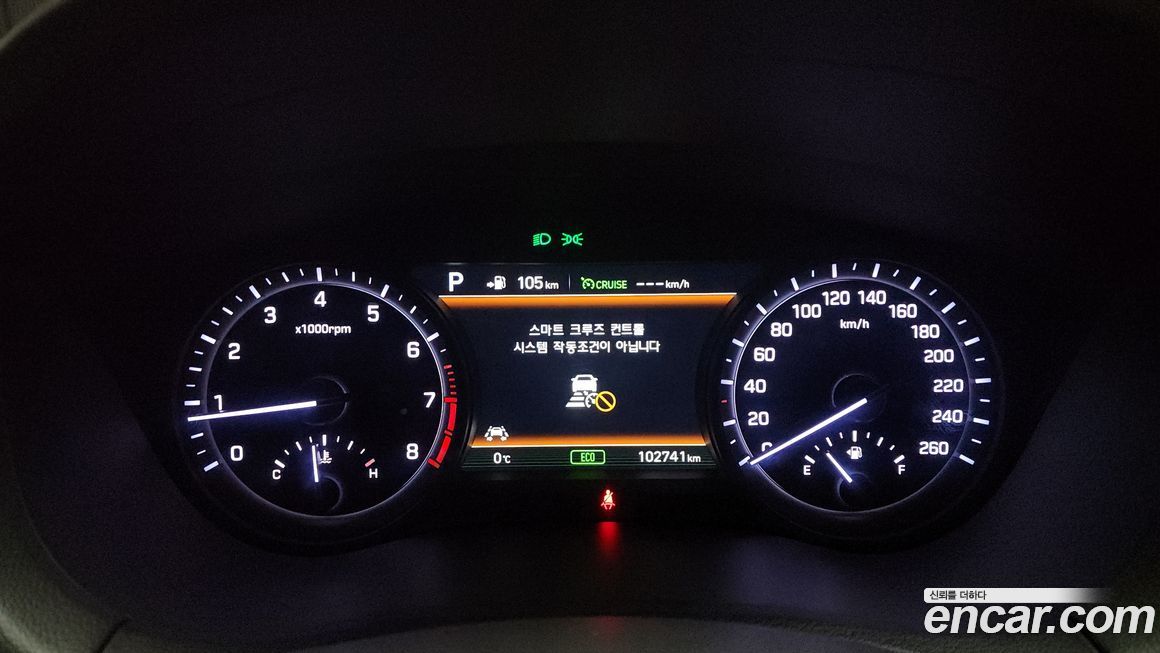 P 105 km CRUISE --- km/h
스마트 크루즈 컨트롤
시스템 작동조건이 아닙니다
0°C ECO 102741 km
0 1 2 3 4 5 6 7 8
x1000rpm
C H
0 20 40 60 80 100 120 140 160 180 200 220 240 260
km/h
E F
신뢰를 더하다
encar.com